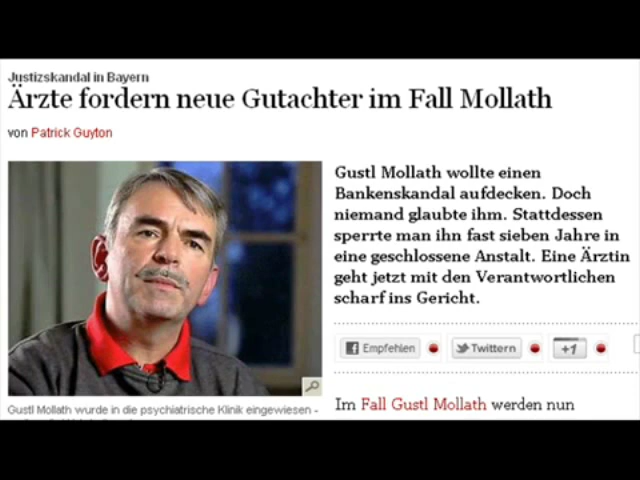 Justizskandal in Bayern
Ärzte fordern neue Gutachter im Fall Mollath
von Patrick Guyton
Gustl Mollath wollte einen
Bankenskandal aufdecken. Doch
niemand glaubte ihm. Stattdessen
sperrte man ihn fast sieben Jahre in
eine geschlossene Anstalt. Eine Ärztin
geht jetzt mit den Verantwortlichen
scharf ins Gericht.
Empfehlen
Twittern
+1
Gustl Mollath wurde in die psychiatrische Klinik eingewiesen -
Im Fall Gustl Mollath werden nun